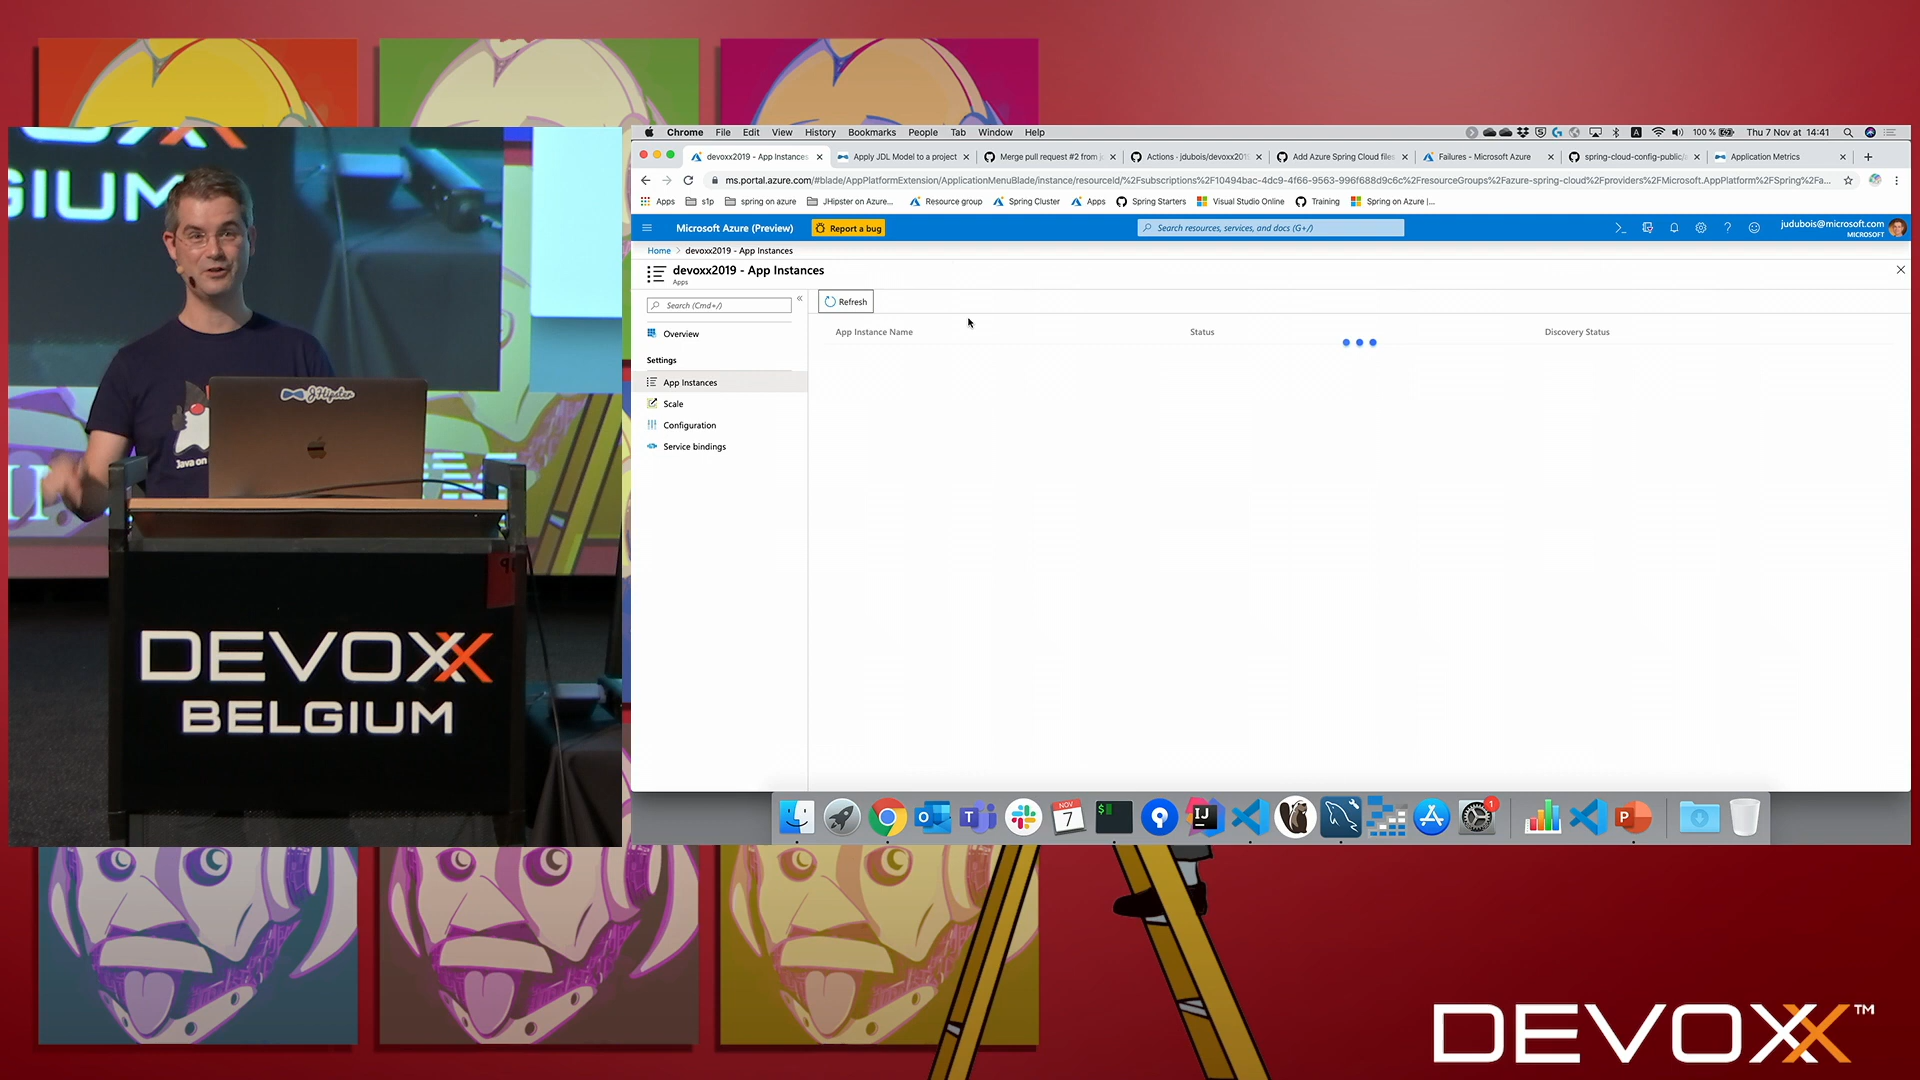 GIUM
JHipster
Java on
DEVOXX
BELGIUM
Chrome File Edit View History Bookmarks People Tab Window Help
100 % Thu 7 Nov at 14:41
devoxx2019 - App Instances
Apply JDL Model to a project
Merge pull request #2 from
Actions · jdubois/devoxx201
Add Azure Spring Cloud files
Failures - Microsoft Azure
spring-cloud-config-public/
Application Metrics
ms.portal.azure.com/#blade/AppPlatformExtension/ApplicationMenuBlade/instance/resourceId/%2Fsubscriptions%2F10494bac-4dc9-4f66-9563-996f688d9c6c%2FresourceGroups%2Fazure-spring-cloud%2Fproviders%2FMicrosoft.AppPlatform%2FSpring%2Fa...
Apps s1p spring on azure JHipster on Azure... Resource group Spring Cluster Apps Spring Starters Visual Studio Online Training Spring on Azure |...
Microsoft Azure (Preview) Report a bug Search resources, services, and docs (G+/) judubois@microsoft.com
MICROSOFT
Home > devoxx2019 - App Instances
devoxx2019 - App Instances
Apps
Search (Cmd+/)
Refresh
App Instance Name Status Discovery Status
Overview
Settings
App Instances
Scale
Configuration
Service bindings
NOV
7
1
DEVOXX™